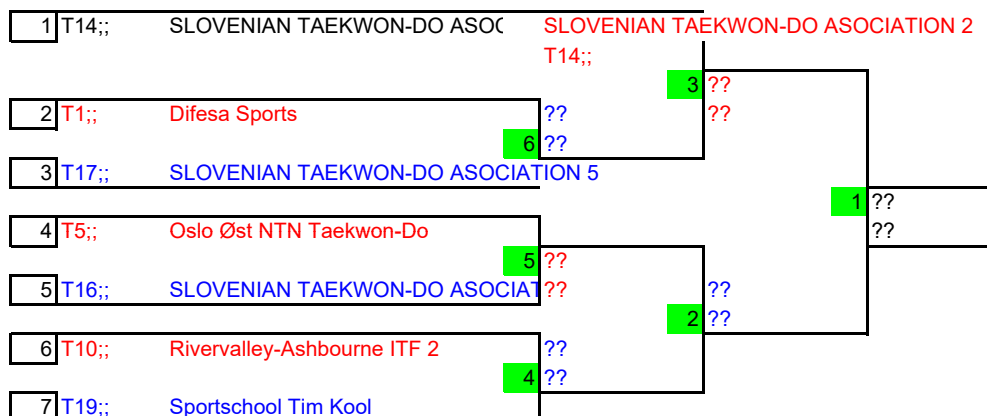 1 T14;; SLOVENIAN TAEKWON-DO ASOC SLOVENIAN TAEKWON-DO ASOCIATION 2
T14;;
3 ??
2 T1;; Difesa Sports ?? ??
6 ??
3 T17;; SLOVENIAN TAEKWON-DO ASOCIATION 5
1 ??
4 T5;; Oslo Øst NTN Taekwon-Do ??
5 ??
5 T16;; SLOVENIAN TAEKWON-DO ASOCIAT ?? ??
2 ??
6 T10;; Rivervalley-Ashbourne ITF 2 ??
4 ??
7 T19;; Sportschool Tim Kool